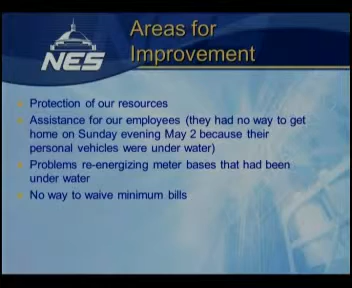 Areas for
Improvement
NES
Protection of our resources
Assistance for our employees (they had no way to get
home on Sunday evening May 2 because their
personal vehicles were under water)
Problems re-energizing meter bases that had been
under water
No way to waive minimum bills